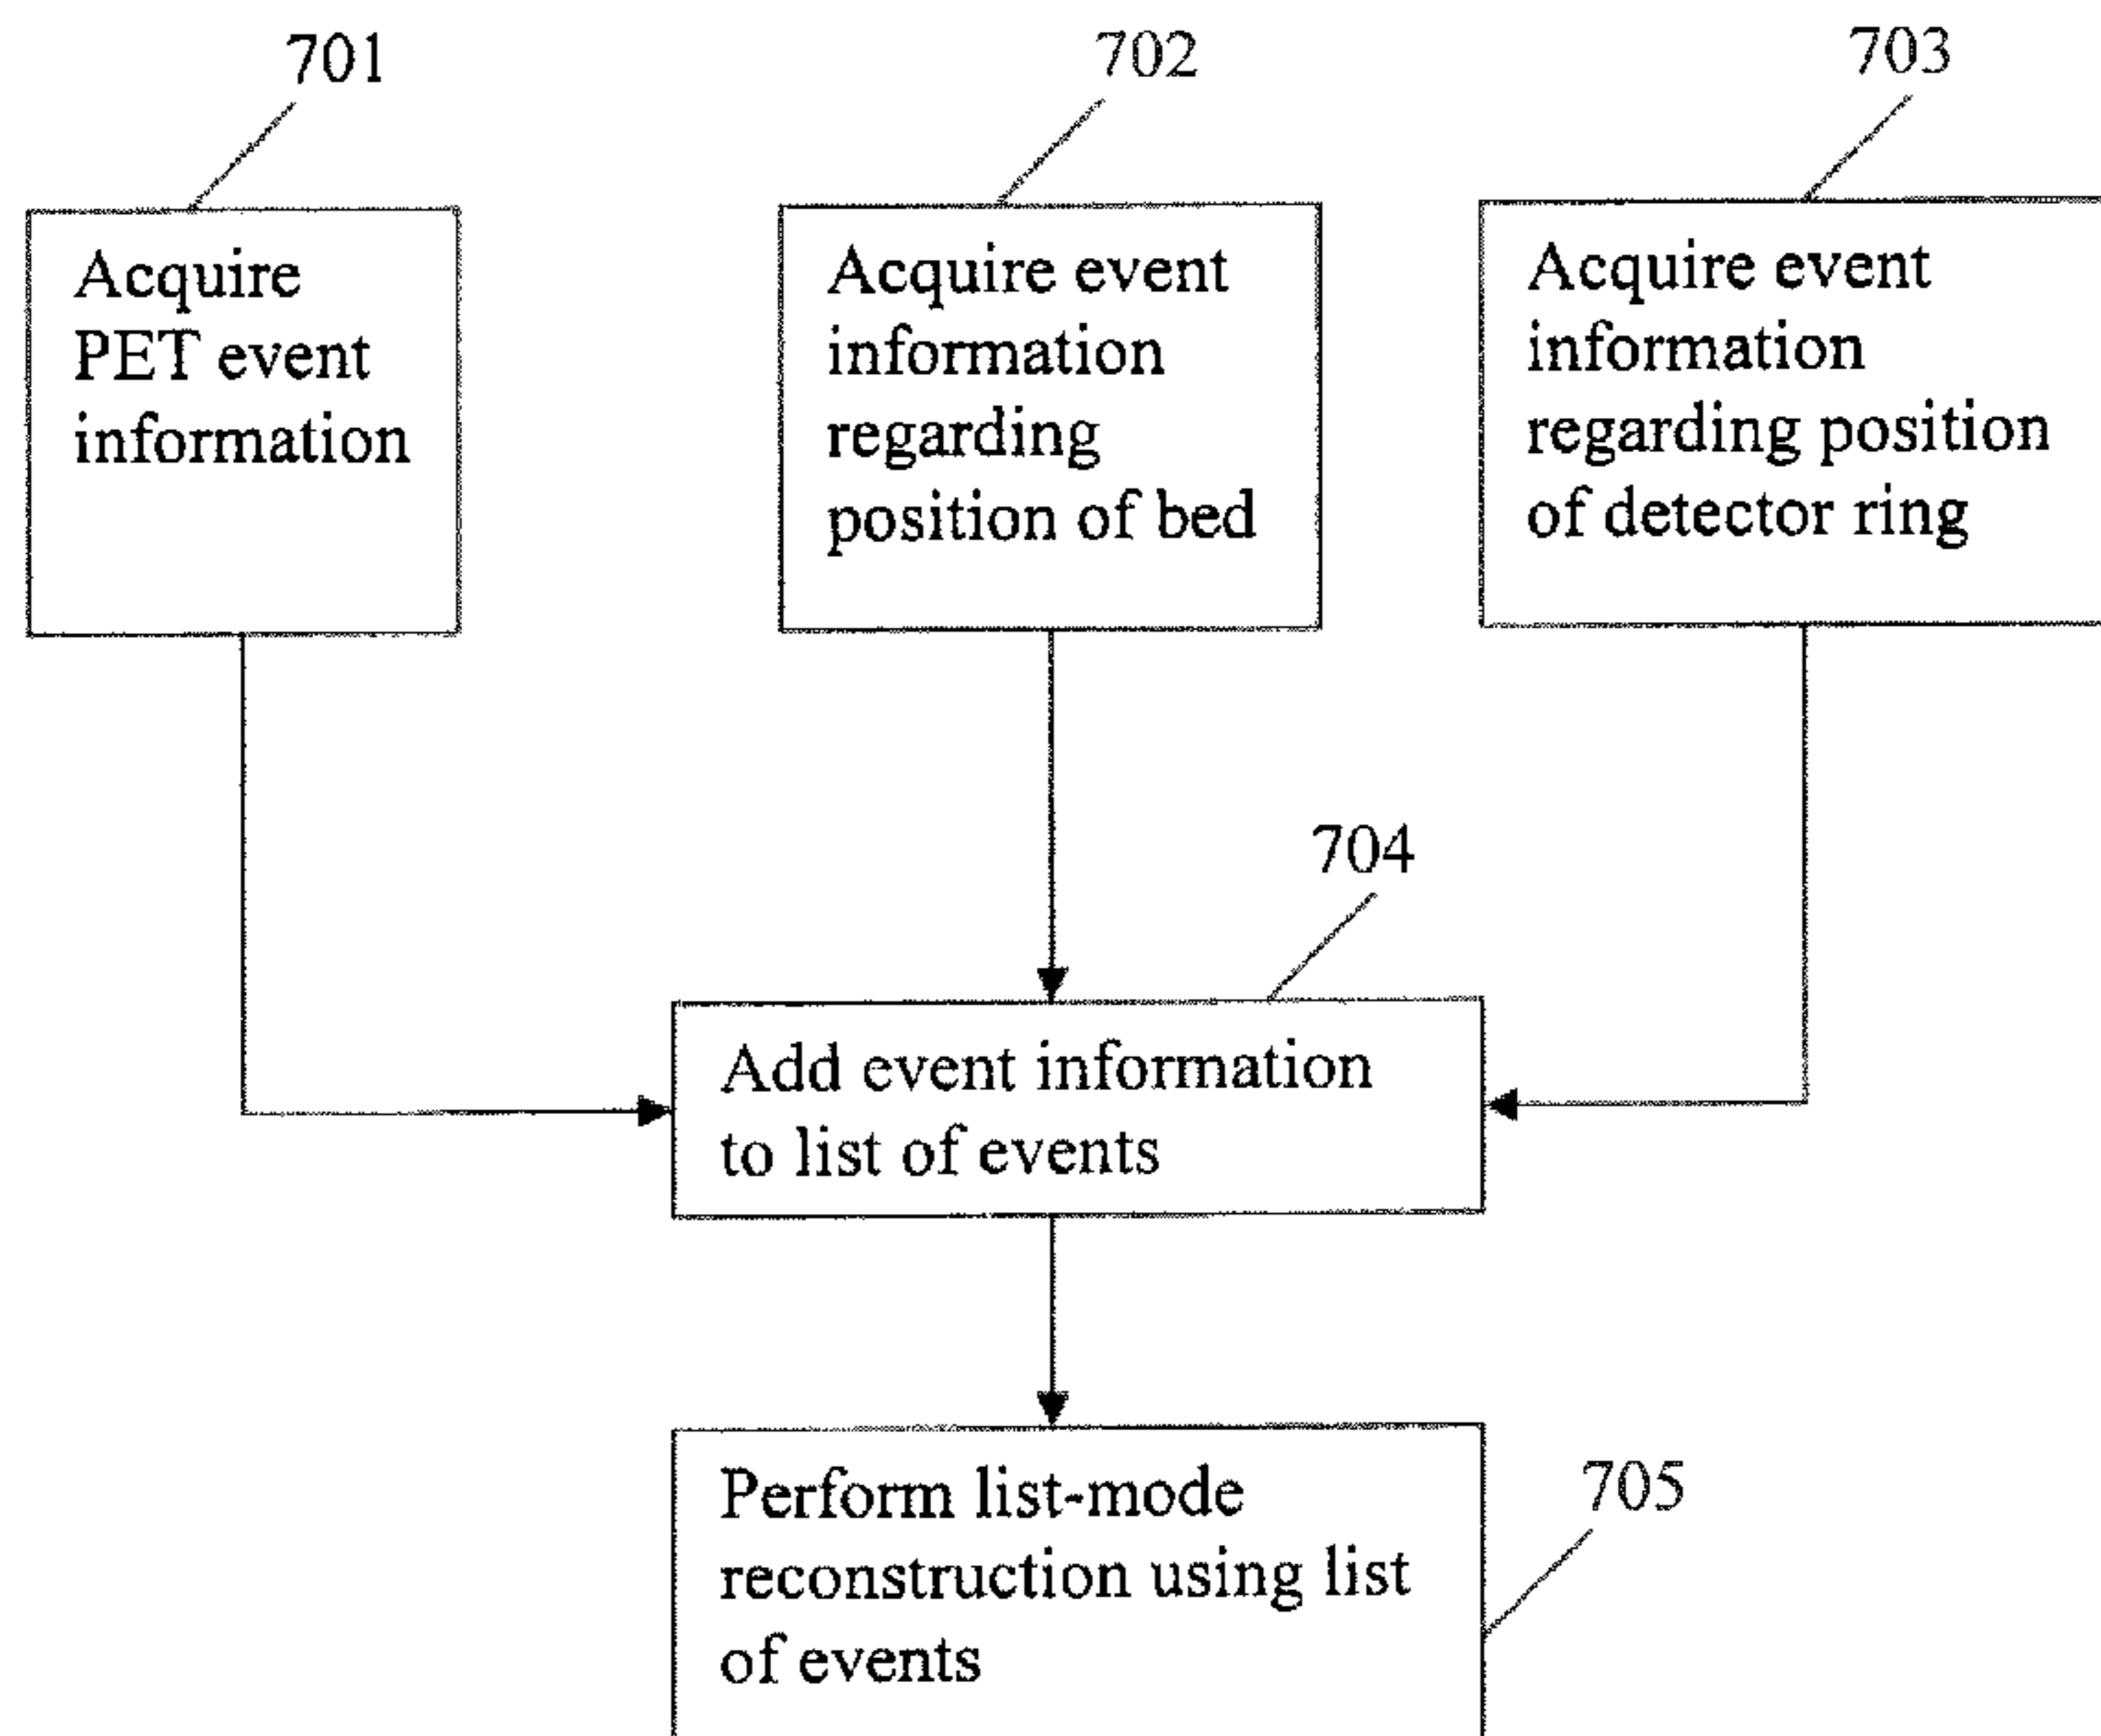 701
702
703
Acquire
PET event
information
Acquire event
information
regarding
position of bed
Acquire event
information
regarding position
of detector ring
704
Add event information
to list of events
705
Perform list-mode
reconstruction using list
of events